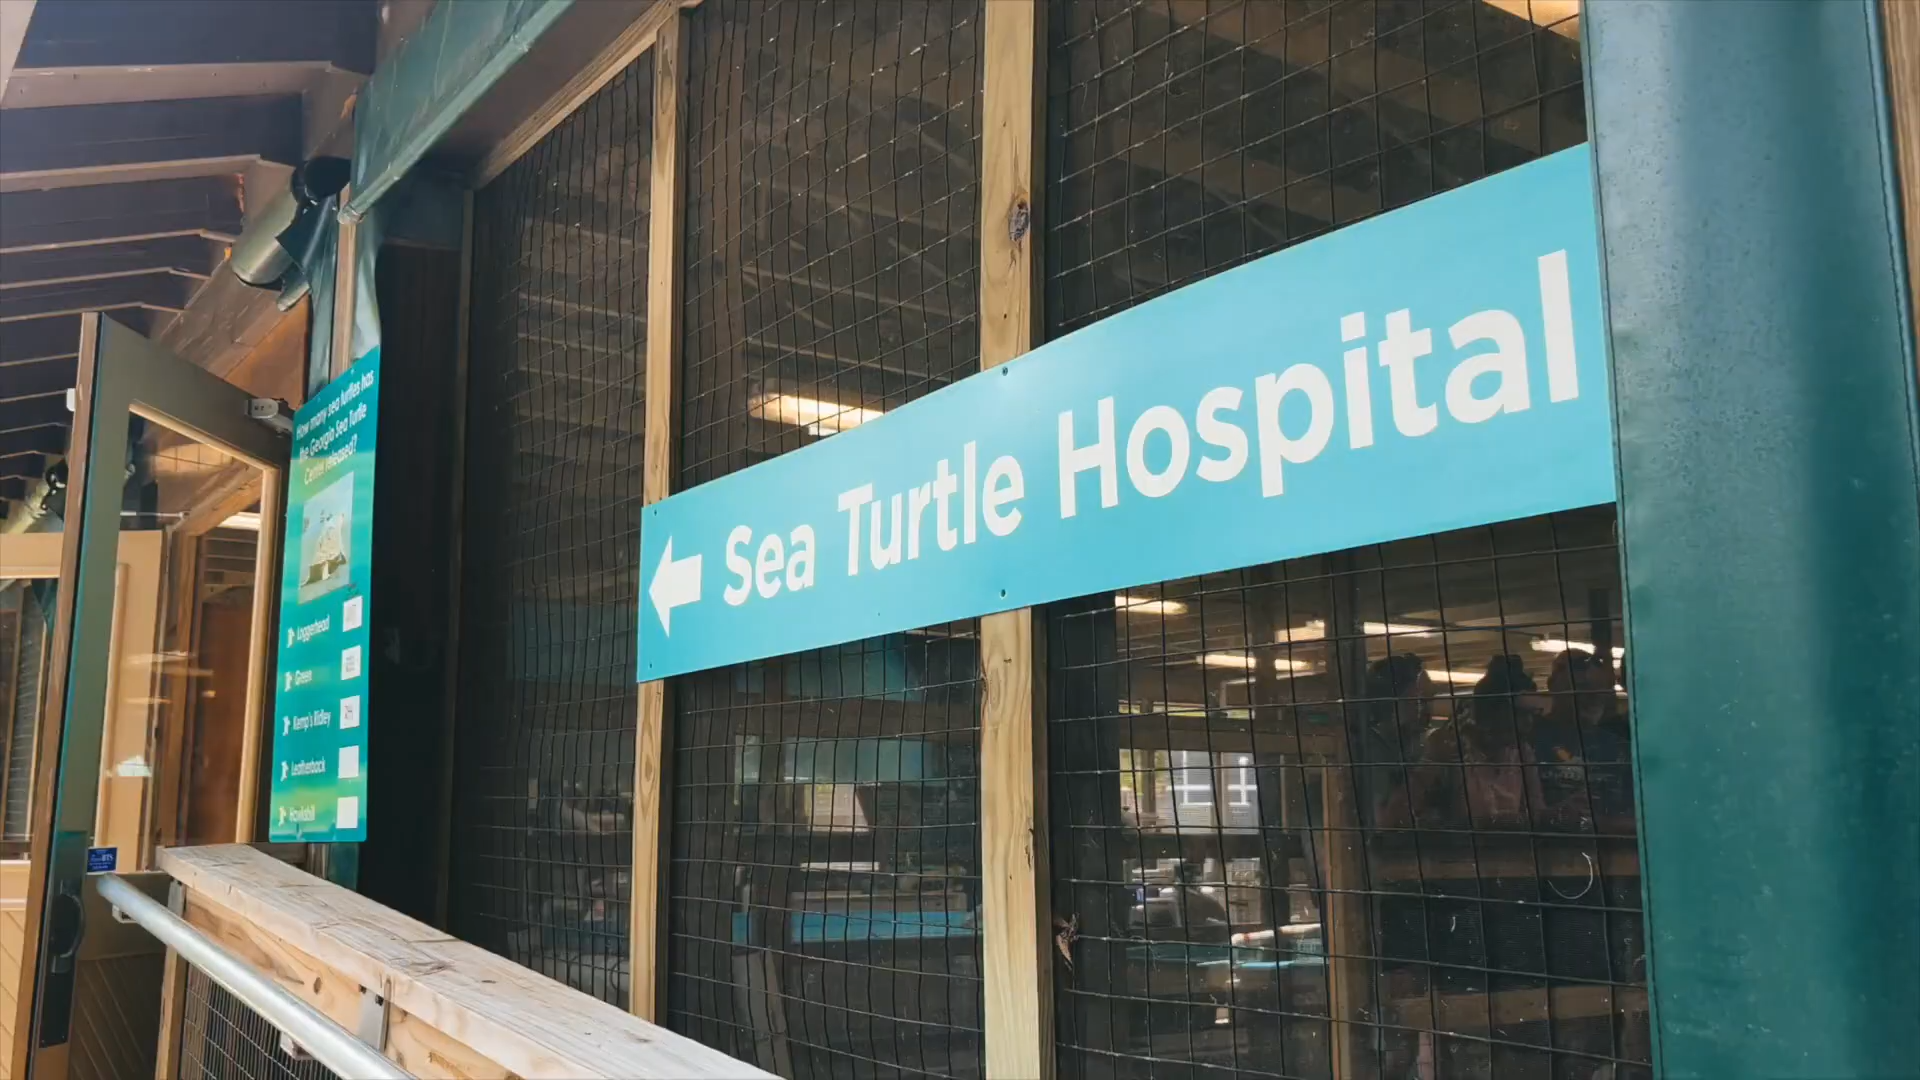 How many sea turtles has
the Georgia Sea Turtle
Center released?
Loggerhead
Green
Kemp's Ridley
Leatherback
Hawksbill
Sea Turtle Hospital